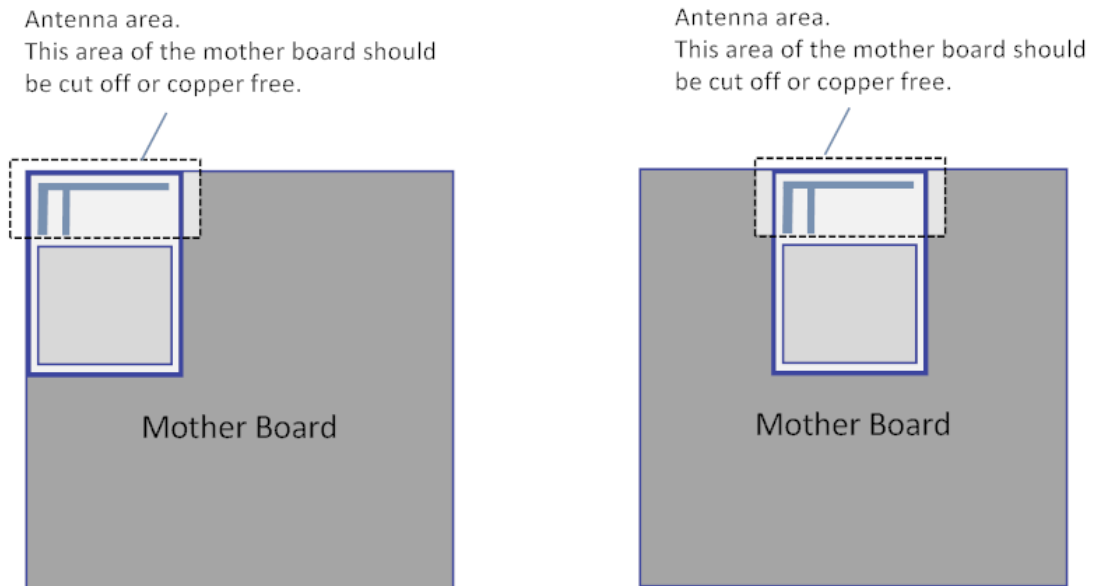 Antenna area.
This area of the mother board should
be cut off or copper free.
Mother Board
Antenna area.
This area of the mother board should
be cut off or copper free.
Mother Board